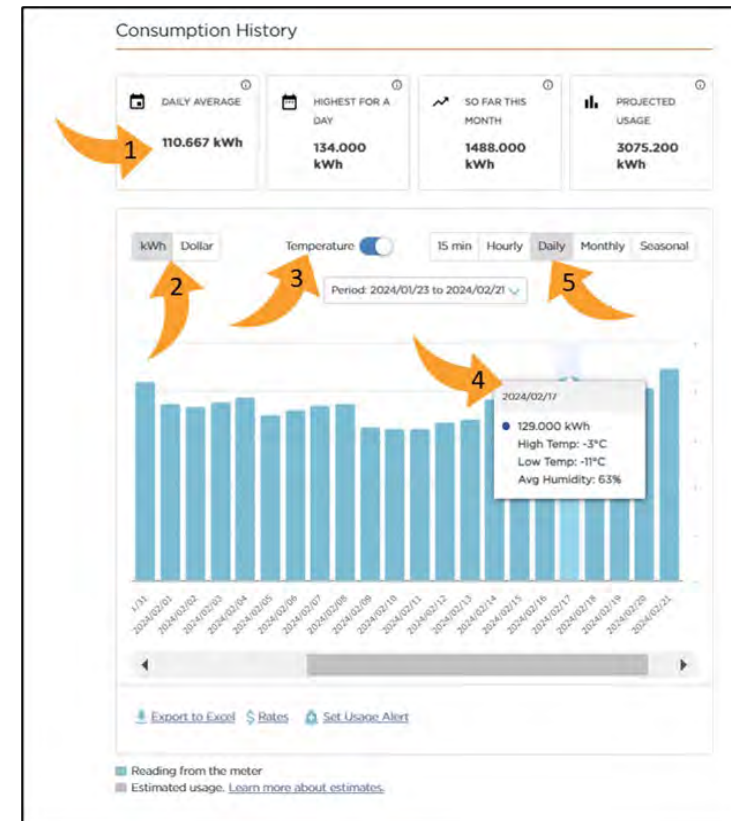 Consumption History
DAILY AVERAGE
110.667 kWh
HIGHEST FOR A
DAY
134.000
kWh
SO FAR THIS
MONTH
1488.000
kWh
PROJECTED
USAGE
3075.200
kWh
1
kWh Dollar
Temperature
15 min Hourly Daily Monthly Seasonal
2
3
5
Period: 2024/01/23 to 2024/02/21
4
2024/02/17
129.000 kWh
High Temp: -3°C
Low Temp: -11°C
Avg Humidity: 63%
1/31
2024/02/01
2024/02/02
2024/02/03
2024/02/04
2024/02/05
2024/02/06
2024/02/07
2024/02/08
2024/02/09
2024/02/10
2024/02/11
2024/02/12
2024/02/13
2024/02/14
2024/02/15
2024/02/16
2024/02/17
2024/02/18
2024/02/19
2024/02/20
2024/02/21
Export to Excel $ Rates Set Usage Alert
Reading from the meter
Estimated usage. Learn more about estimates.